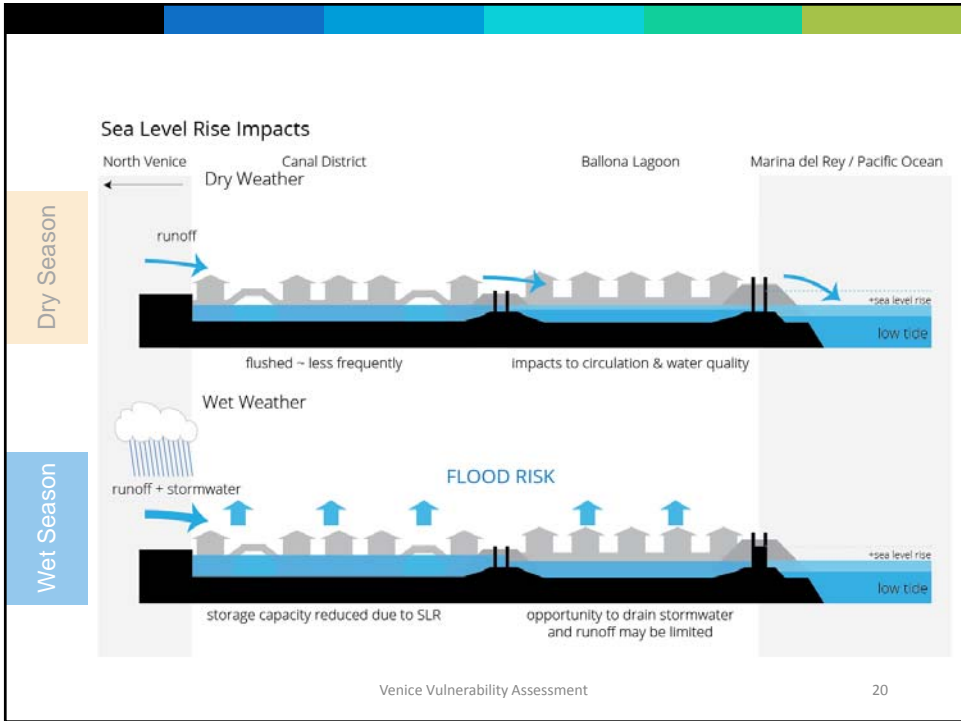 Sea Level Rise Impacts
North Venice
Canal District
Ballona Lagoon
Marina del Rey / Pacific Ocean
Dry Weather
Dry Season
runoff
+sea level rise
low tide
flushed ~ less frequently
impacts to circulation & water quality
Wet Weather
Wet Season
runoff + stormwater
FLOOD RISK
+sea level rise
low tide
storage capacity reduced due to SLR
opportunity to drain stormwater
and runoff may be limited
Venice Vulnerability Assessment
20